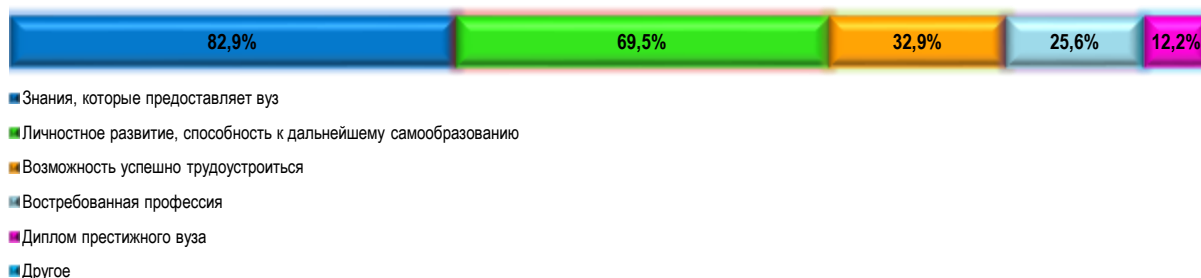 82,9% 69,5% 32,9% 25,6% 12,2%
Знания, которые предоставляет вуз
Личностное развитие, способность к дальнейшему самообразованию
Возможность успешно трудоустроиться
Востребованная профессия
Диплом престижного вуза
Другое